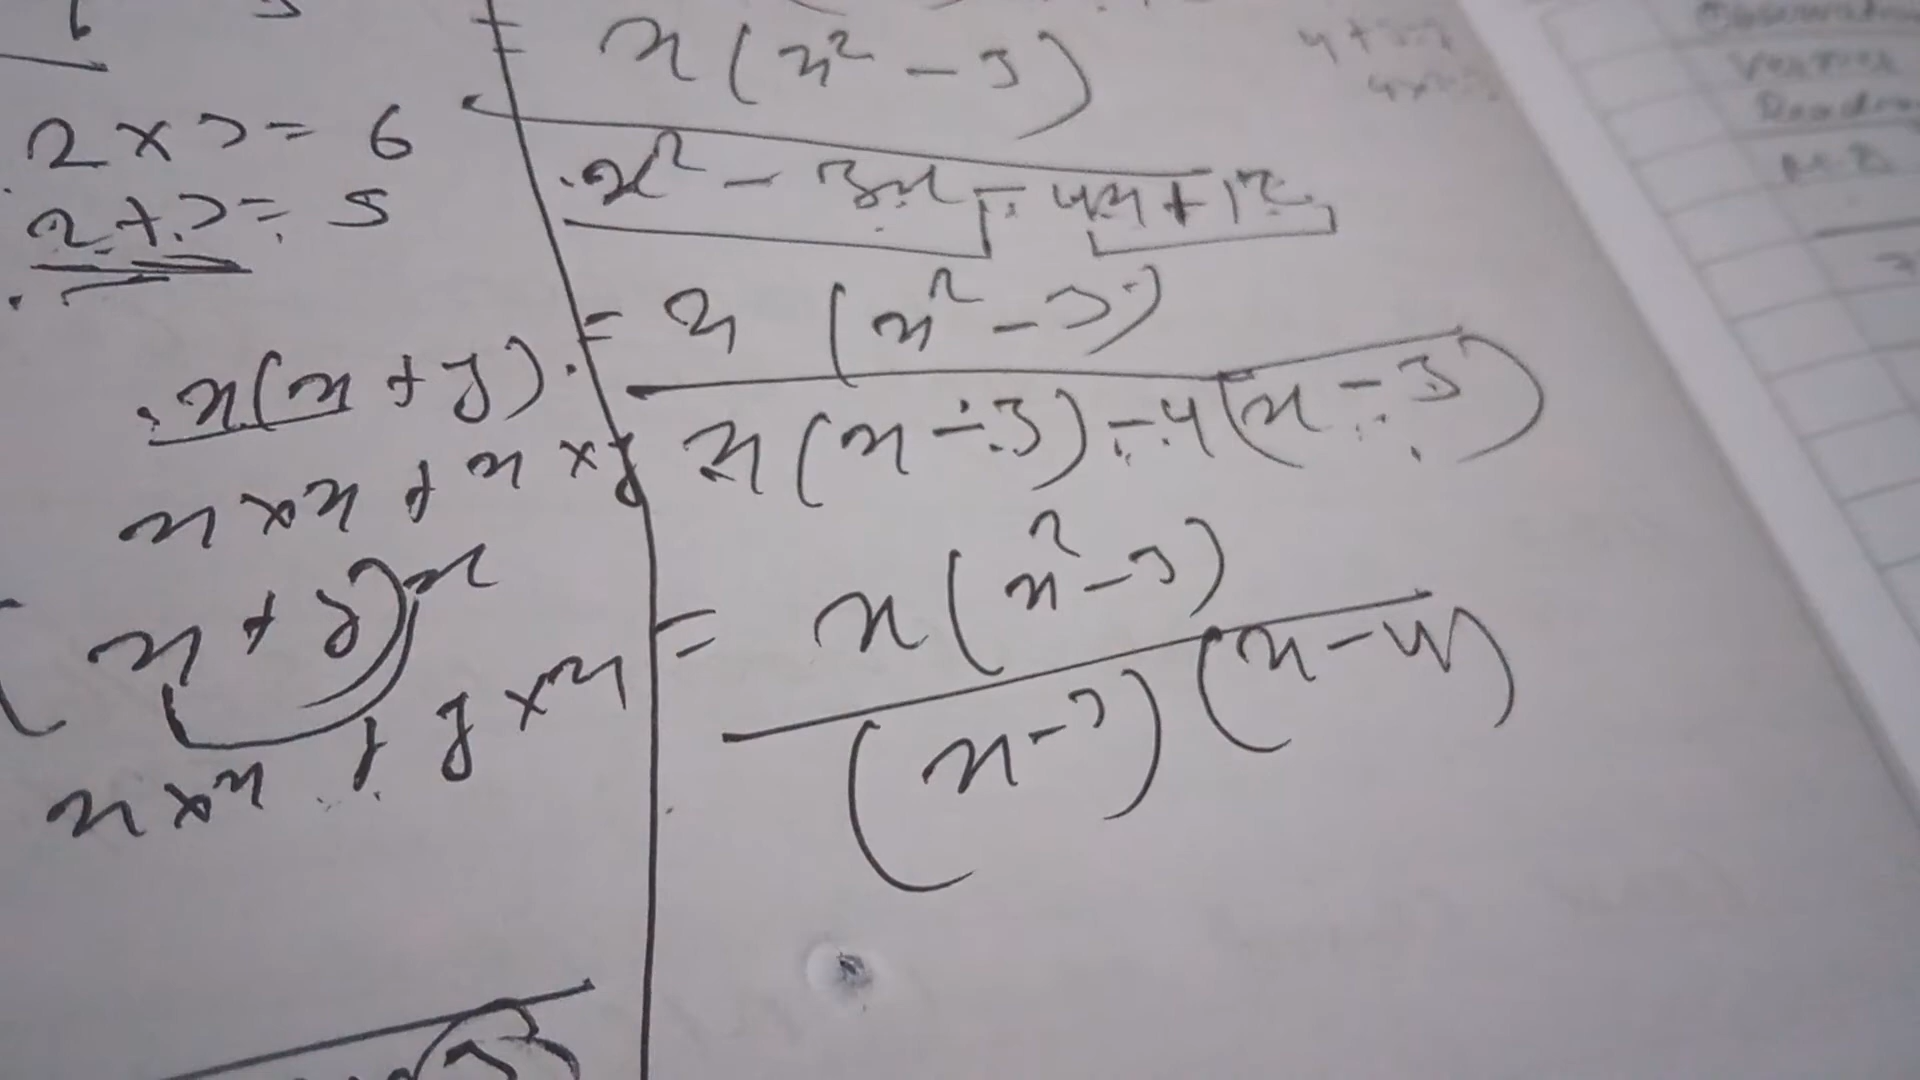 2 × 3 = 6
2 + 3 = 5
x(x + y)
x × x + x × y
(x + y) x
x × x + y × x
= x(x² - 3)
x² - 3x - 4x + 12
= x (x² - 3)
x(x - 3) - 4(x - 3)
= x(x² - 3)
(x - 3)(x - 4)
Reading